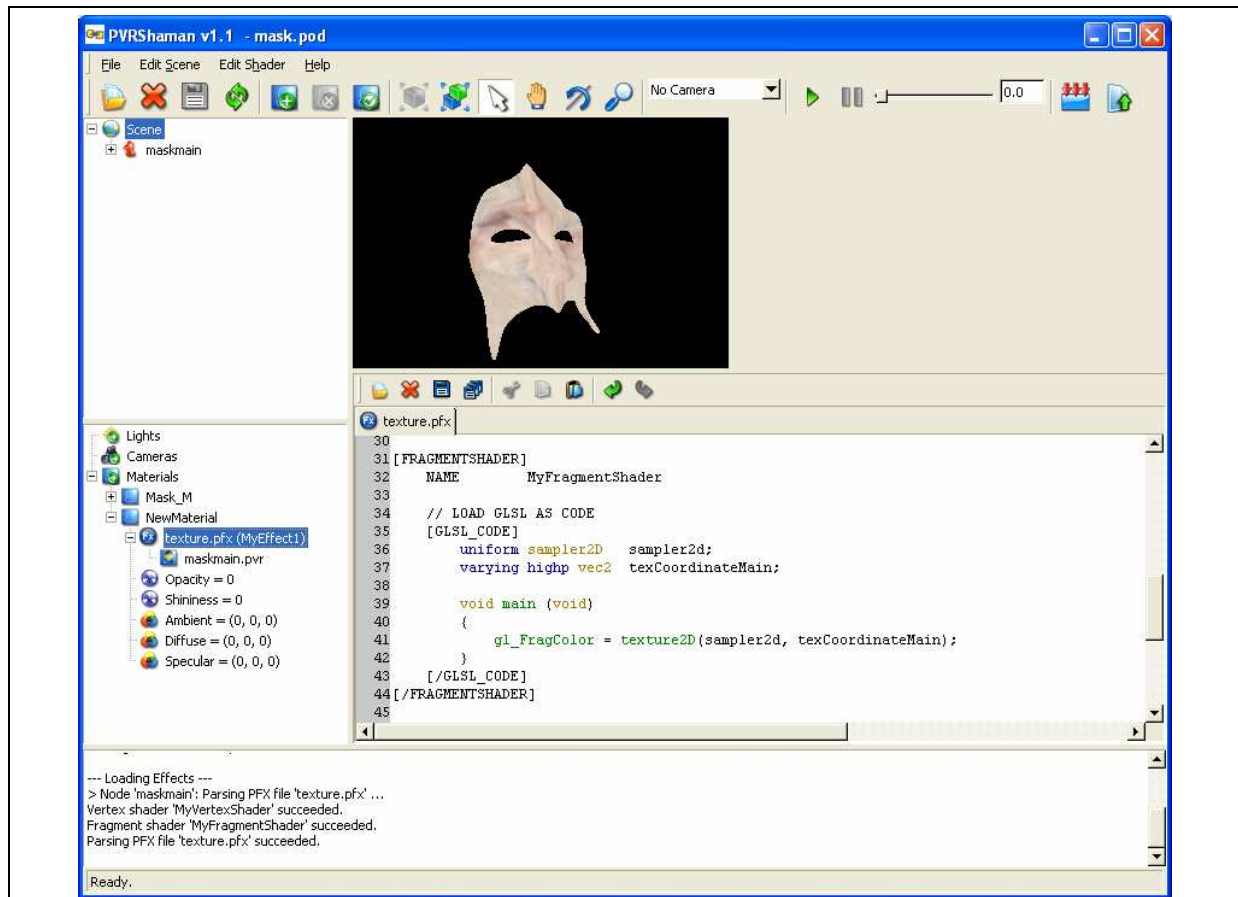 PVRShaman v1.1 - mask.pod
File Edit Scene Edit Shader Help
No Camera
0.0
Scene
maskmain
texture.pfx
Lights
Cameras
Materials
Mask_M
NewMaterial
texture.pfx (MyEffect1)
maskmain.pvr
Opacity = 0
Shininess = 0
Ambient = (0, 0, 0)
Diffuse = (0, 0, 0)
Specular = (0, 0, 0)
30
31 [FRAGMENTSHADER]
32 NAME MyFragmentShader
33
34 // LOAD GLSL AS CODE
35 [GLSL_CODE]
36 uniform sampler2D sampler2d;
37 varying highp vec2 texCoordinateMain;
38
39 void main (void)
40 {
41 gl_FragColor = texture2D(sampler2d, texCoordinateMain);
42 }
43 [/GLSL_CODE]
44 [/FRAGMENTSHADER]
45
--- Loading Effects ---
> Node 'maskmain': Parsing PFX file 'texture.pfx' ...
Vertex shader 'MyVertexShader' succeeded.
Fragment shader 'MyFragmentShader' succeeded.
Parsing PFX file 'texture.pfx' succeeded.
Ready.